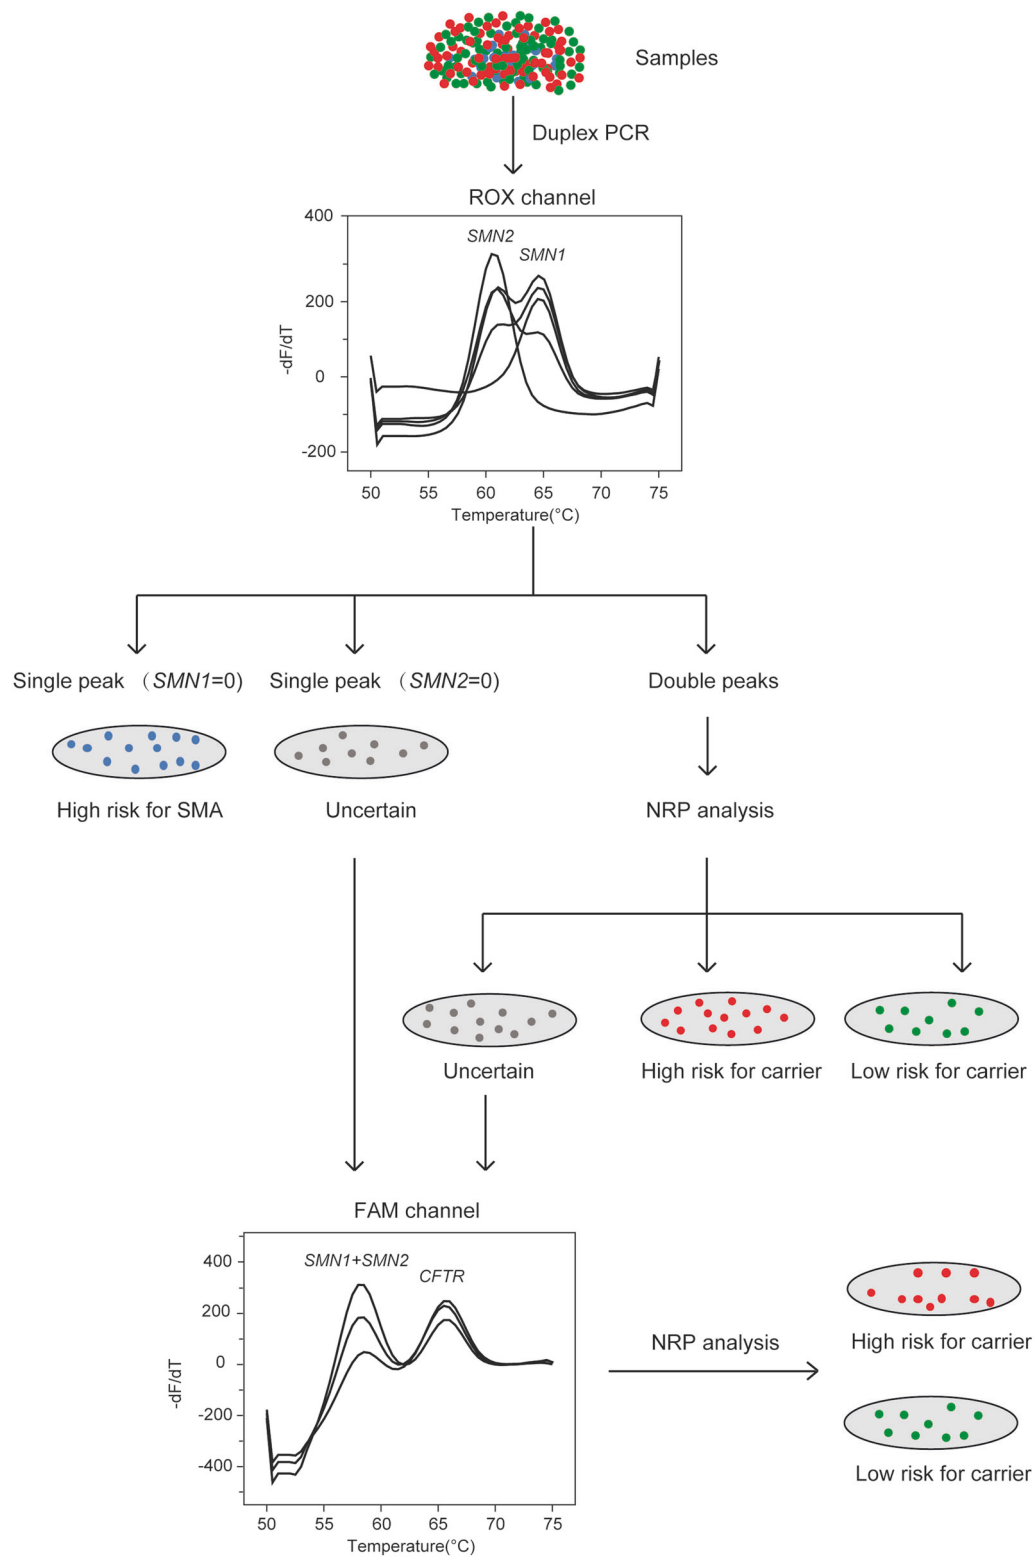 Samples
Duplex PCR
ROX channel
400
200
0
-200
-dF/dT
SMN2
SMN1
50 55 60 65 70 75
Temperature(°C)
Single peak （SMN1=0) Single peak （SMN2=0) Double peaks
High risk for SMA Uncertain NRP analysis
Uncertain High risk for carrier Low risk for carrier
FAM channel
400
200
0
-200
-400
-dF/dT
SMN1+SMN2
CFTR
50 55 60 65 70 75
Temperature(°C)
NRP analysis
High risk for carrier
Low risk for carrier